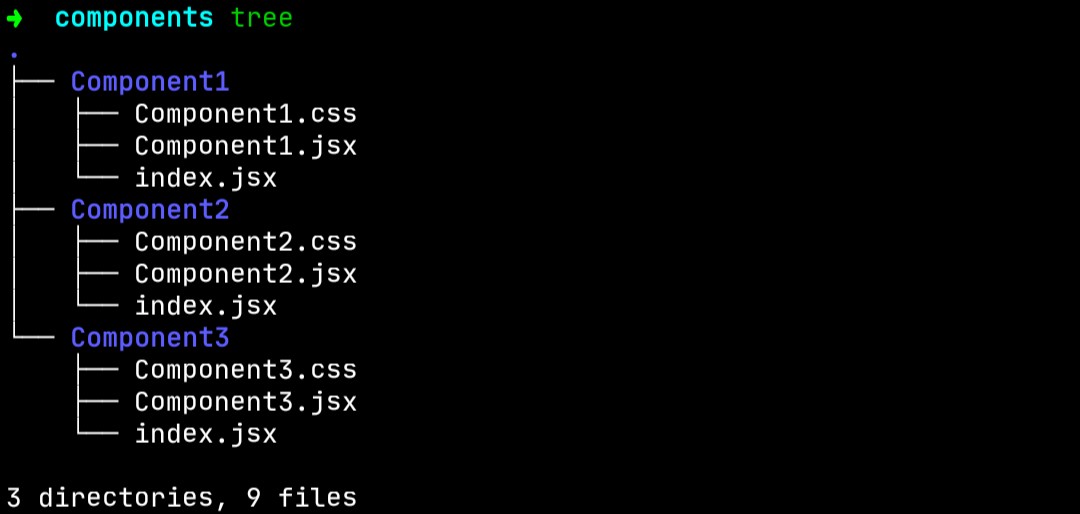 ➜  components tree
.
├── Component1
│   ├── Component1.css
│   ├── Component1.jsx
│   └── index.jsx
├── Component2
│   ├── Component2.css
│   ├── Component2.jsx
│   └── index.jsx
└── Component3
    ├── Component3.css
    ├── Component3.jsx
    └── index.jsx

3 directories, 9 files